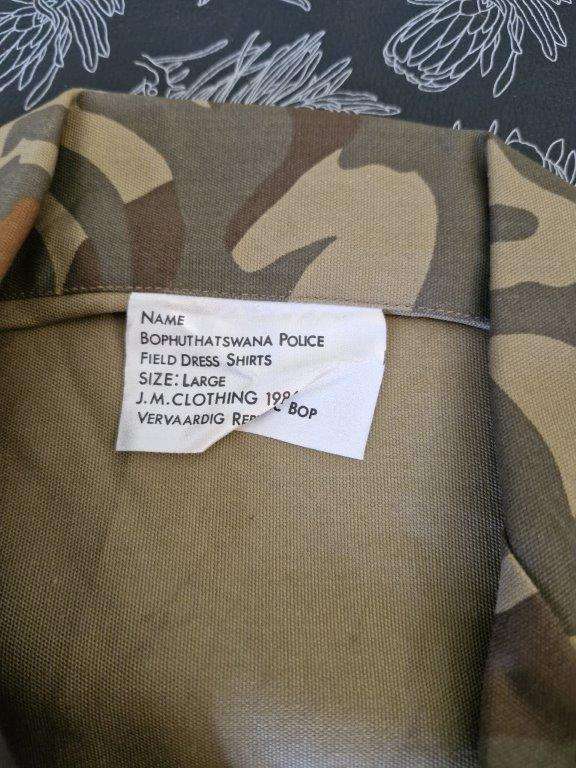 NAME
BOPHUTHATSWANA POLICE
FIELD DRESS SHIRTS
SIZE: LARGE
J.M.CLOTHING
VERVAARDIG BOP